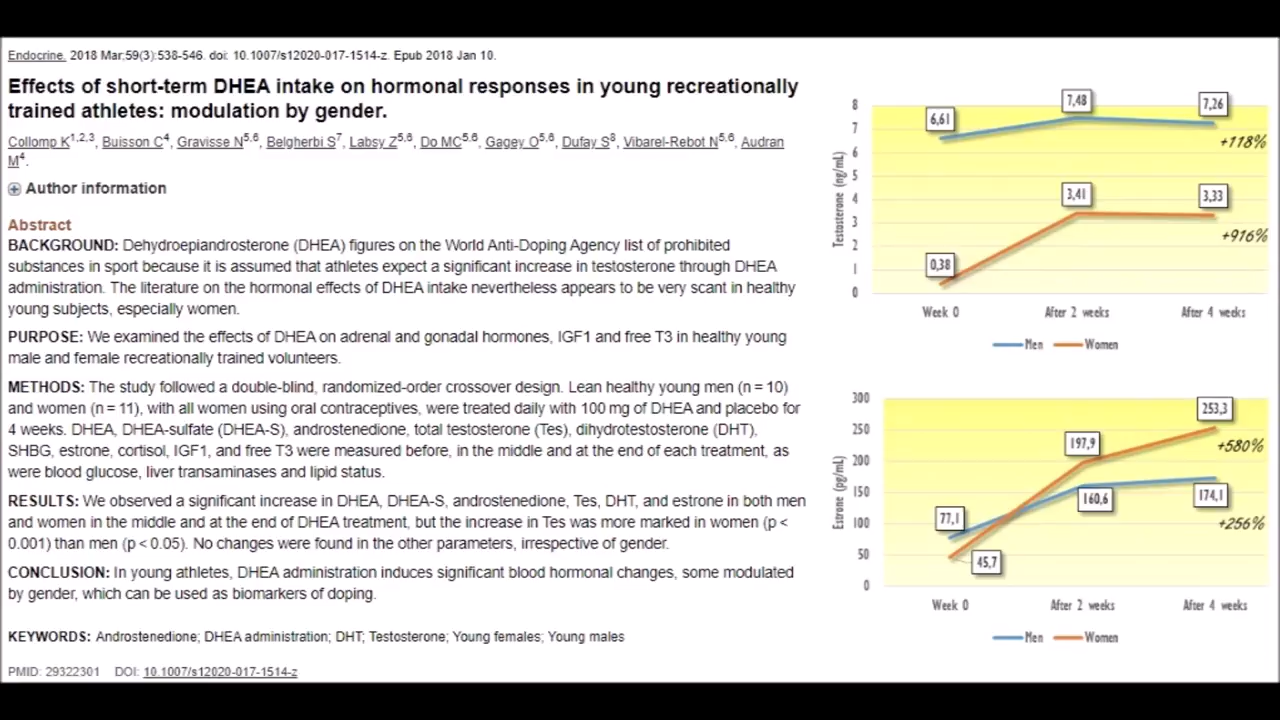 Endocrine. 2018 Mar;59(3):538-546. doi: 10.1007/s12020-017-1514-z. Epub 2018 Jan 10.
Effects of short-term DHEA intake on hormonal responses in young recreationally
trained athletes: modulation by gender.
Collomp K1,2,3, Buisson C4, Gravisse N5,6, Belgherbi S7, Labsy Z5,6, Do MC5,6, Gagey O5,6, Dufay S8, Vibarel-Rebot N5,6, Audran
M4.
Author information
Abstract
BACKGROUND: Dehydroepiandrosterone (DHEA) figures on the World Anti-Doping Agency list of prohibited
substances in sport because it is assumed that athletes expect a significant increase in testosterone through DHEA
administration. The literature on the hormonal effects of DHEA intake nevertheless appears to be very scant in healthy
young subjects, especially women.
PURPOSE: We examined the effects of DHEA on adrenal and gonadal hormones, IGF1 and free T3 in healthy young
male and female recreationally trained volunteers.
METHODS: The study followed a double-blind, randomized-order crossover design. Lean healthy young men (n = 10)
and women (n = 11), with all women using oral contraceptives, were treated daily with 100 mg of DHEA and placebo for
4 weeks. DHEA, DHEA-sulfate (DHEA-S), androstenedione, total testosterone (Tes), dihydrotestosterone (DHT),
SHBG, estrone, cortisol, IGF1, and free T3 were measured before, in the middle and at the end of each treatment, as
were blood glucose, liver transaminases and lipid status.
RESULTS: We observed a significant increase in DHEA, DHEA-S, androstenedione, Tes, DHT, and estrone in both men
and women in the middle and at the end of DHEA treatment, but the increase in Tes was more marked in women (p <
0.001) than men (p < 0.05). No changes were found in the other parameters, irrespective of gender.
CONCLUSION: In young athletes, DHEA administration induces significant blood hormonal changes, some modulated
by gender, which can be used as biomarkers of doping.
KEYWORDS: Androstenedione; DHEA administration; DHT; Testosterone; Young females; Young males
PMID: 29322301 DOI: 10.1007/s12020-017-1514-z
Testosterone (ng/mL)
8
7
6
5
4
3
2
1
0
6,61
7,48
7,26
+118%
0,38
3,41
3,33
+916%
Week 0
After 2 weeks
After 4 weeks
Men
Women
Estrone (pg/mL)
300
250
200
150
100
50
0
77,1
45,7
197,9
160,6
253,3
+580%
174,1
+256%
Week 0
After 2 weeks
After 4 weeks
Men
Women